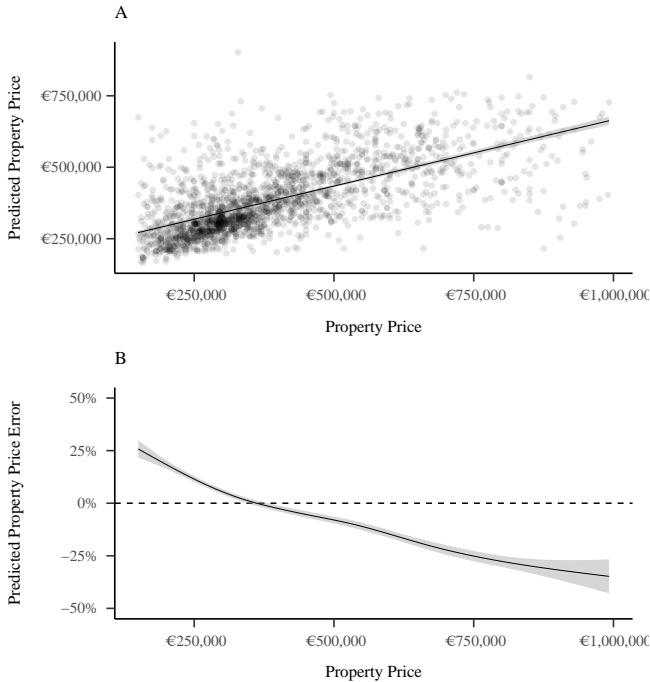 A
Predicted Property Price
€750,000
€500,000
€250,000
€250,000 €500,000 €750,000 €1,000,000
Property Price
B
Predicted Property Price Error
50%
25%
0%
−25%
−50%
€250,000 €500,000 €750,000 €1,000,000
Property Price